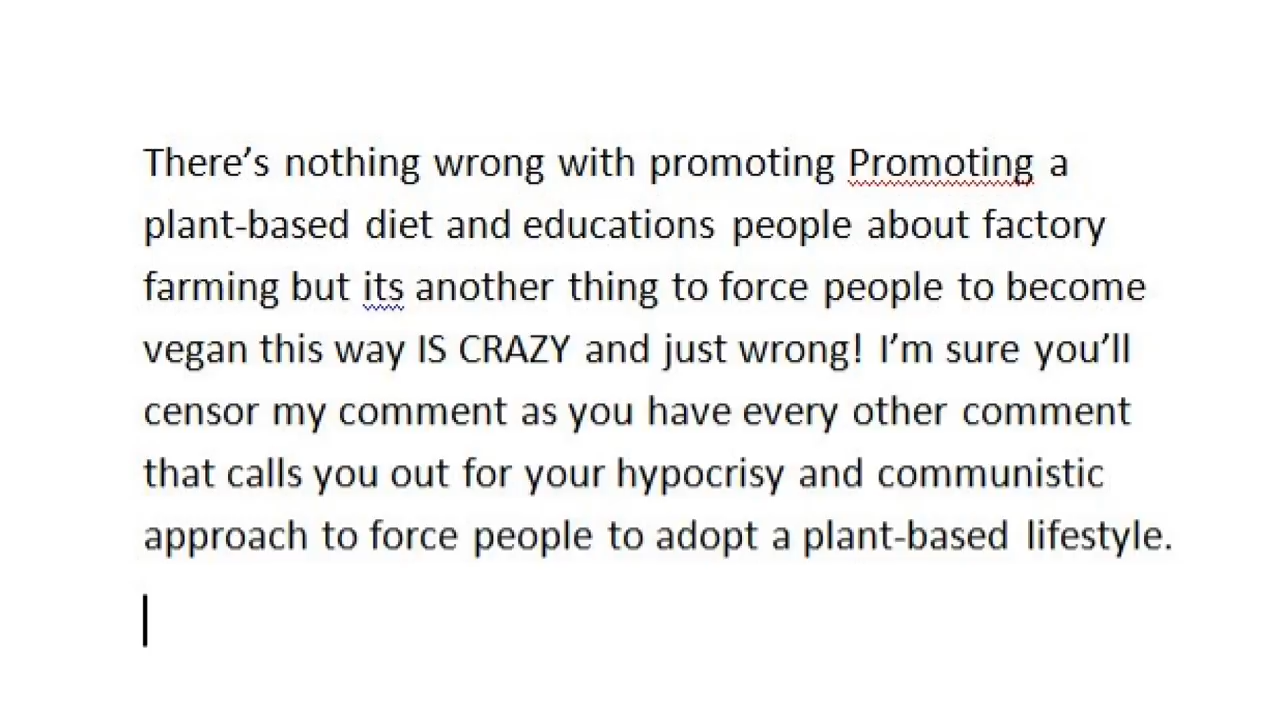 There’s nothing wrong with promoting Promoting a
plant-based diet and educations people about factory
farming but its another thing to force people to become
vegan this way IS CRAZY and just wrong! I’m sure you’ll
censor my comment as you have every other comment
that calls you out for your hypocrisy and communistic
approach to force people to adopt a plant-based lifestyle.